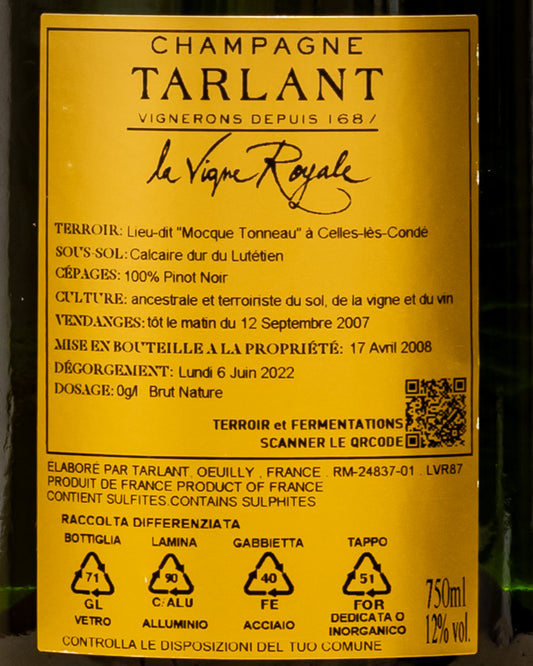 CHAMPAGNE
TARLANT
VIGNERONS DEPUIS 1687
la Vigne Royale
TERROIR: Lieu-dit "Mocque Tonneau" à Celles-lès-Condé
SOUS-SOL: Calcaire dur du Lutétien
CÉPAGES: 100% Pinot Noir
CULTURE: ancestrale et terroiriste du sol, de la vigne et du vin
VENDANGES: tôt le matin du 12 Septembre 2007
MISE EN BOUTEILLE A LA PROPRIÉTÉ: 17 Avril 2008
DÉGORGEMENT: Lundi 6 Juin 2022
DOSAGE: 0g/l Brut Nature
TERROIR et FERMENTATIONS
SCANNER LE QRCODE
ELABORÉ PAR TARLANT, OEUILLY . FRANCE . RM-24837-01 . LVR87
PRODUIT DE FRANCE PRODUCT OF FRANCE
CONTIENT SULFITES.CONTAINS SULPHITES
RACCOLTA DIFFERENZIATA
BOTTIGLIA LAMINA GABBIETTA TAPPO
71 90 40 51
GL C/ALU FE FOR
VETRO ALLUMINIO ACCIAIO DEDICATA O
INORGANICO
750ml
12% vol.
CONTROLLA LE DISPOSIZIONI DEL TUO COMUNE